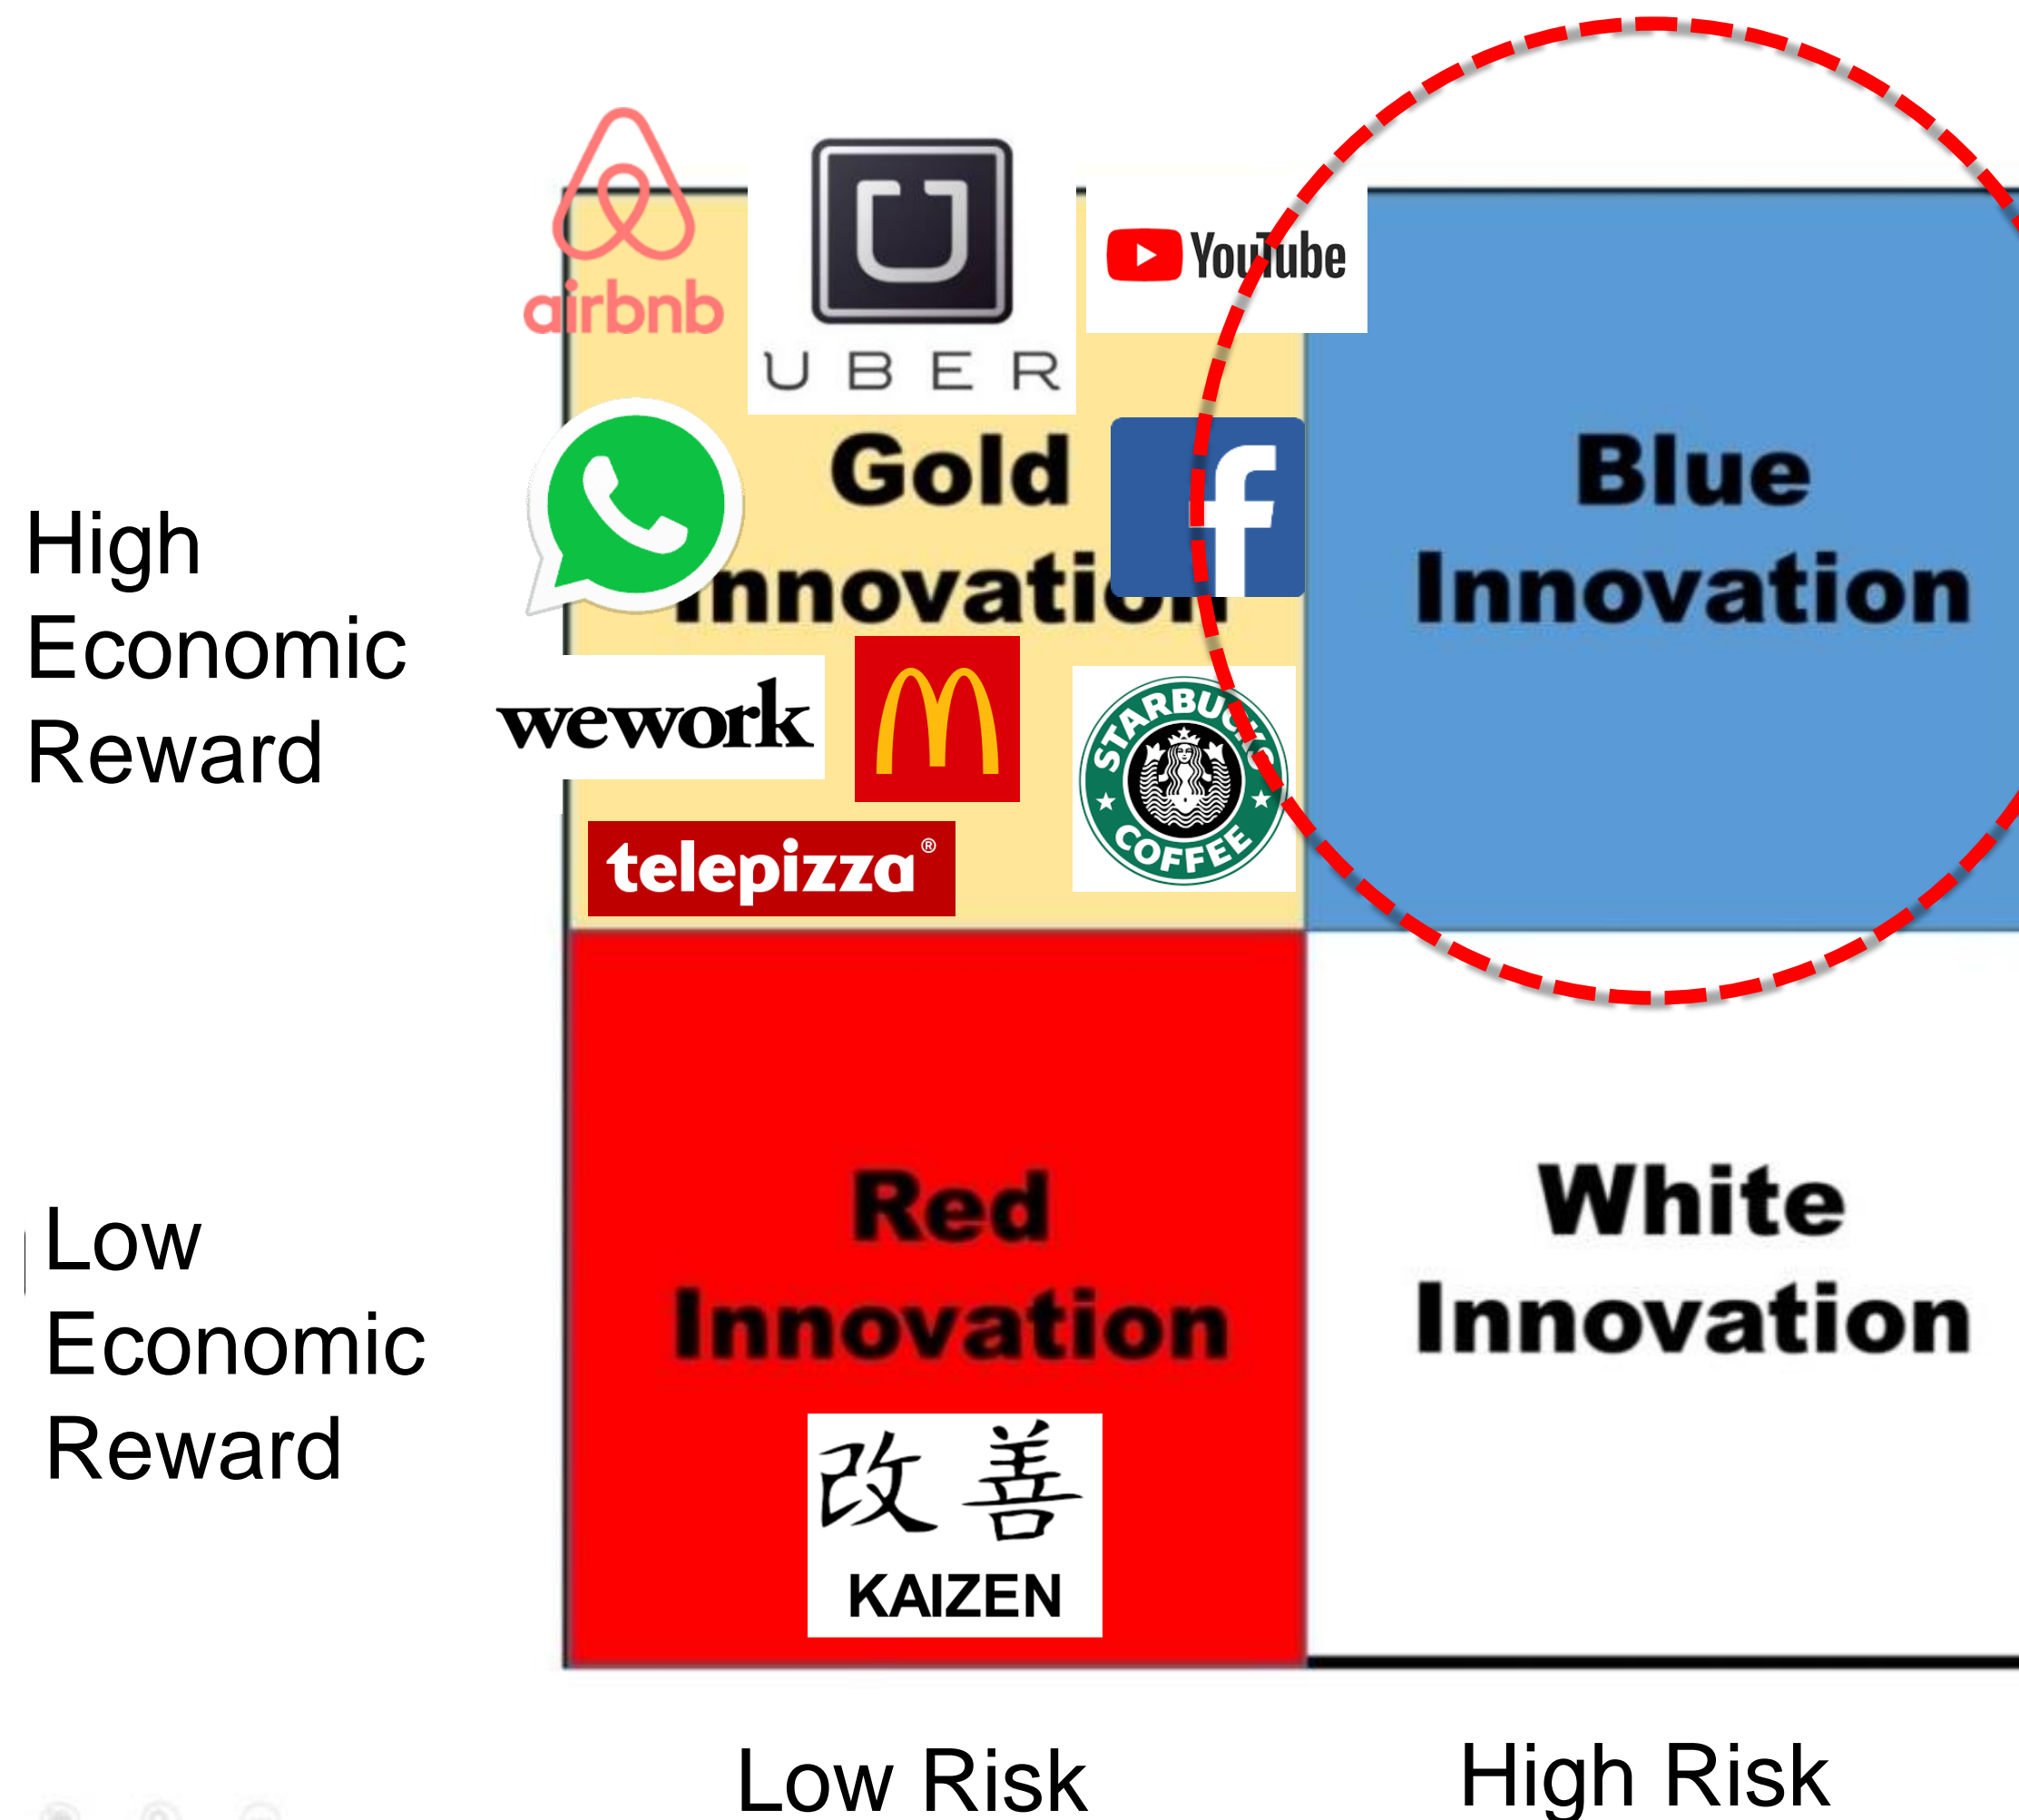 airbnb
UBER
YouTube
Gold
Innovation
Blue
Innovation
High
Economic
Reward
wework
STARBUCKS
COFFEE
telepizza®
Red
Innovation
White
Innovation
Low
Economic
Reward
改善
KAIZEN
Low Risk
High Risk